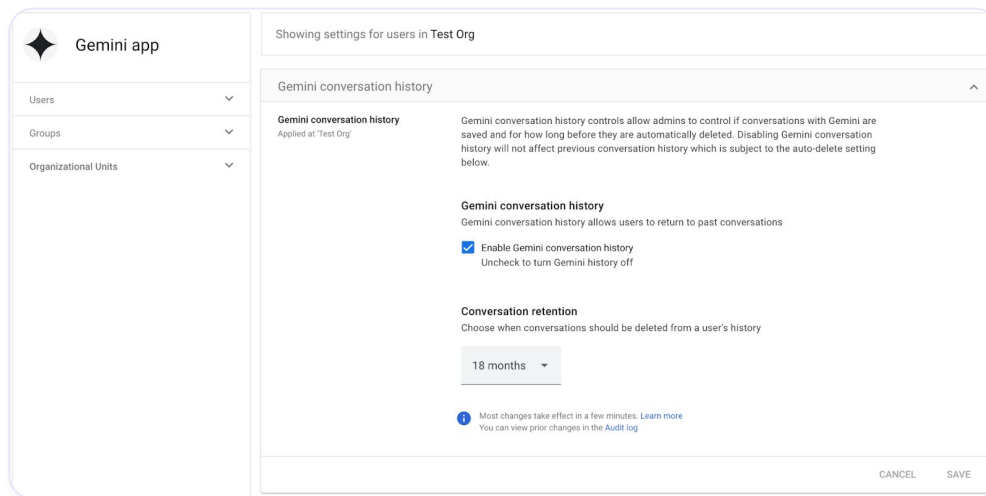 Gemini app
Users
Groups
Organizational Units
Showing settings for users in Test Org
Gemini conversation history
Gemini conversation history
Applied at 'Test Org'
Gemini conversation history controls allow admins to control if conversations with Gemini are
saved and for how long before they are automatically deleted. Disabling Gemini conversation
history will not affect previous conversation history which is subject to the auto-delete setting
below.
Gemini conversation history
Gemini conversation history allows users to return to past conversations
Enable Gemini conversation history
Uncheck to turn Gemini history off
Conversation retention
Choose when conversations should be deleted from a user's history
18 months
Most changes take effect in a few minutes. Learn more
You can view prior changes in the Audit log
CANCEL SAVE